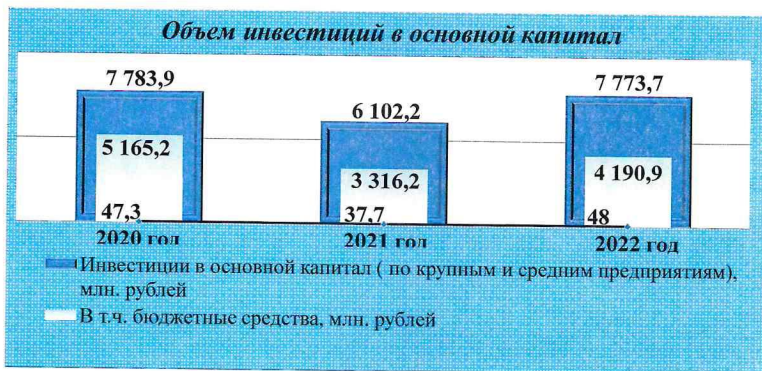 Объем инвестиций в основной капитал
7 783,9
6 102,2
7 773,7
5 165,2
3 316,2
4 190,9
47,3
37,7
48
2020 год
2021 год
2022 год
Инвестиции в основной капитал ( по крупным и средним предприятиям),
млн. рублей
В т.ч. бюджетные средства, млн. рублей